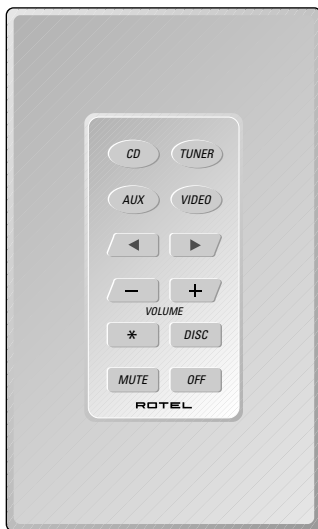 CD TUNER
AUX VIDEO
◀ ▶
− +
VOLUME
* DISC
MUTE OFF
ROTEL